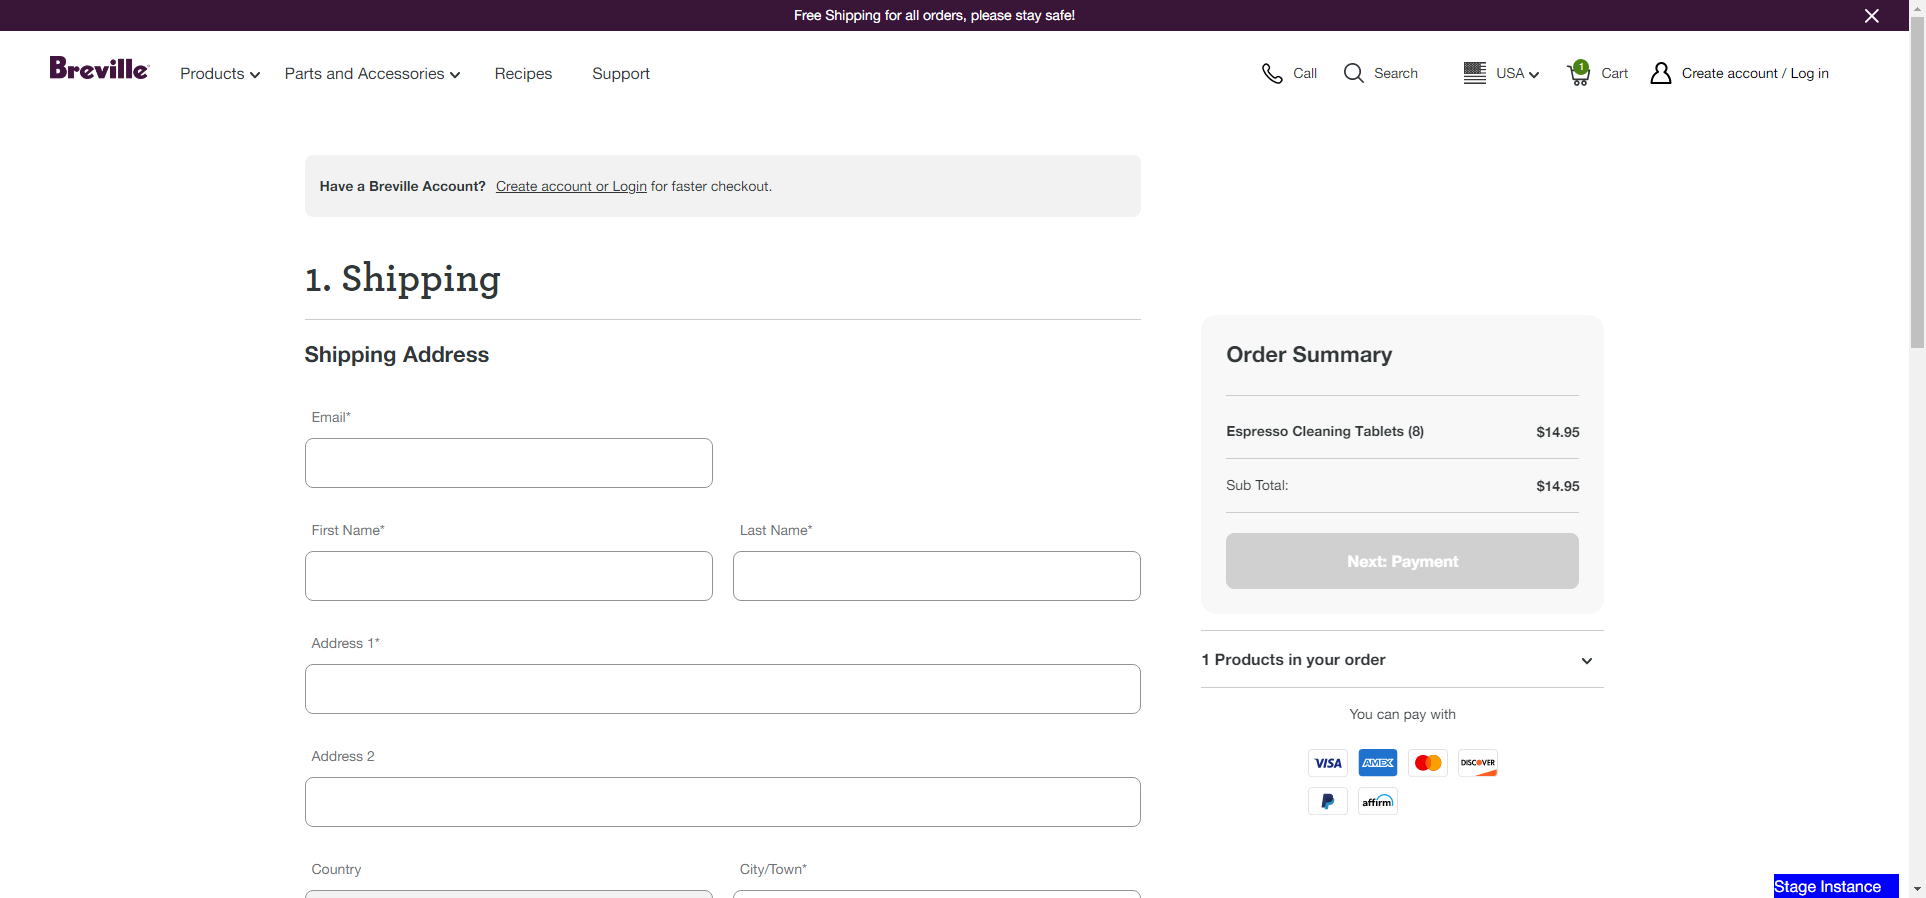 Free Shipping for all orders, please stay safe!
Breville
Products
Parts and Accessories
Recipes
Support
Call
Search
USA
1
Cart
Create account / Log in
Have a Breville Account? Create account or Login for faster checkout.
1. Shipping
Shipping Address
Email*
First Name*
Last Name*
Address 1*
Address 2
Country
City/Town*
Order Summary
Espresso Cleaning Tablets (8) $14.95
Sub Total: $14.95
Next: Payment
1 Products in your order
You can pay with
VISA
AMEX
DISCOVER
affirm
Stage Instance